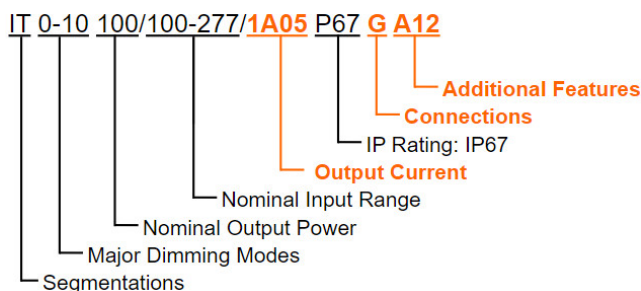 IT 0-10 100/100-277/1A05 P67 G A12
Additional Features
Connections
IP Rating: IP67
Output Current
Nominal Input Range
Nominal Output Power
Major Dimming Modes
Segmentations